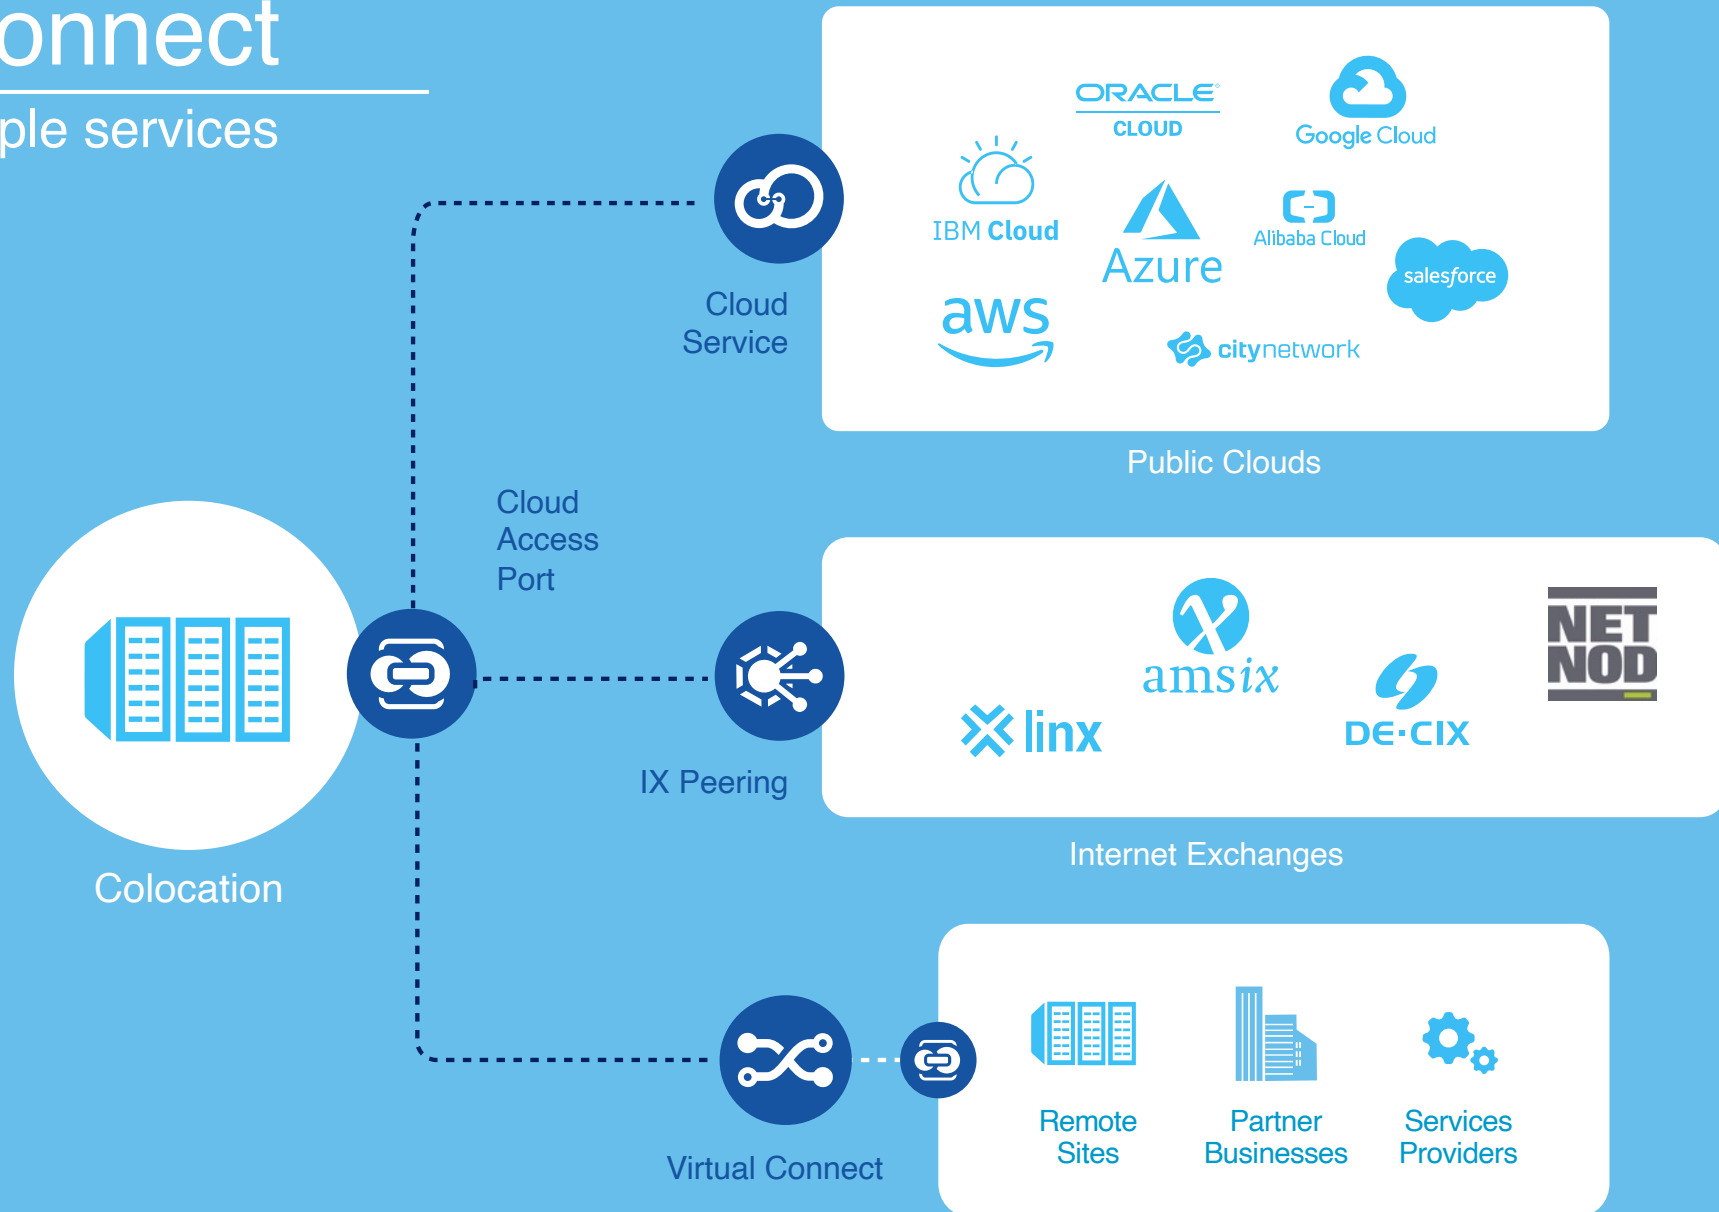 onnect
ple services
ORACLE
CLOUD
Google Cloud
IBM Cloud
Azure
Alibaba Cloud
salesforce
aws
citynetwork
Cloud
Service
Public Clouds
Cloud
Access
Port
amsix
NET
NOD
linx
DE-CIX
IX Peering
Internet Exchanges
Colocation
Remote
Sites
Partner
Businesses
Services
Providers
Virtual Connect